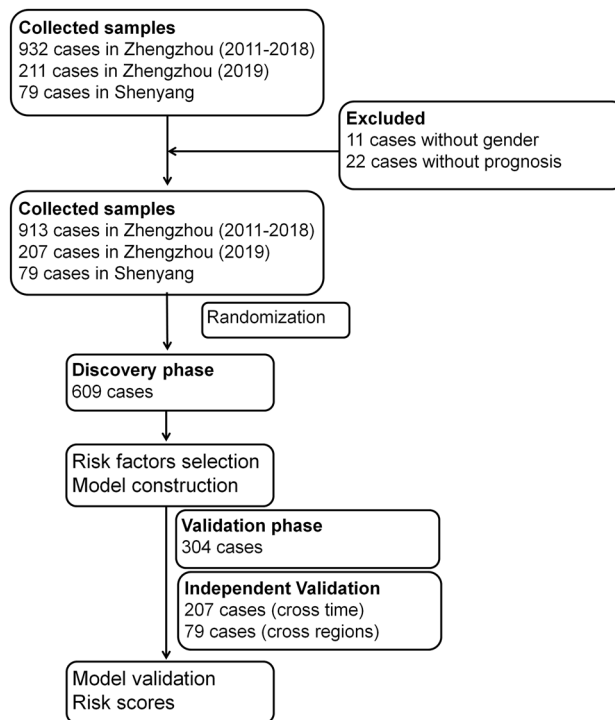 Collected samples
932 cases in Zhengzhou (2011-2018)
211 cases in Zhengzhou (2019)
79 cases in Shenyang
Excluded
11 cases without gender
22 cases without prognosis
Collected samples
913 cases in Zhengzhou (2011-2018)
207 cases in Zhengzhou (2019)
79 cases in Shenyang
Randomization
Discovery phase
609 cases
Risk factors selection
Model construction
Validation phase
304 cases
Independent Validation
207 cases (cross time)
79 cases (cross regions)
Model validation
Risk scores